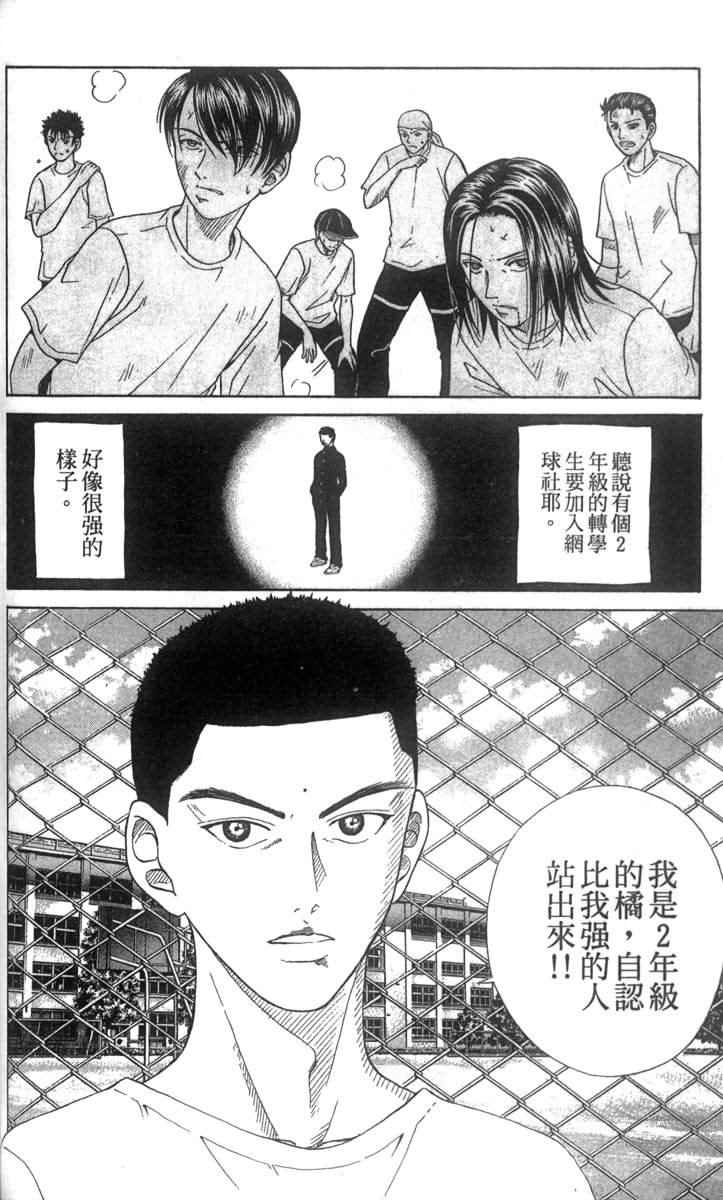 聽說有個2
年級的轉學
生要加入網
球社耶。
好像很强的
樣子。
我是2年級
的橘，自認
比我强的人
站出來!!